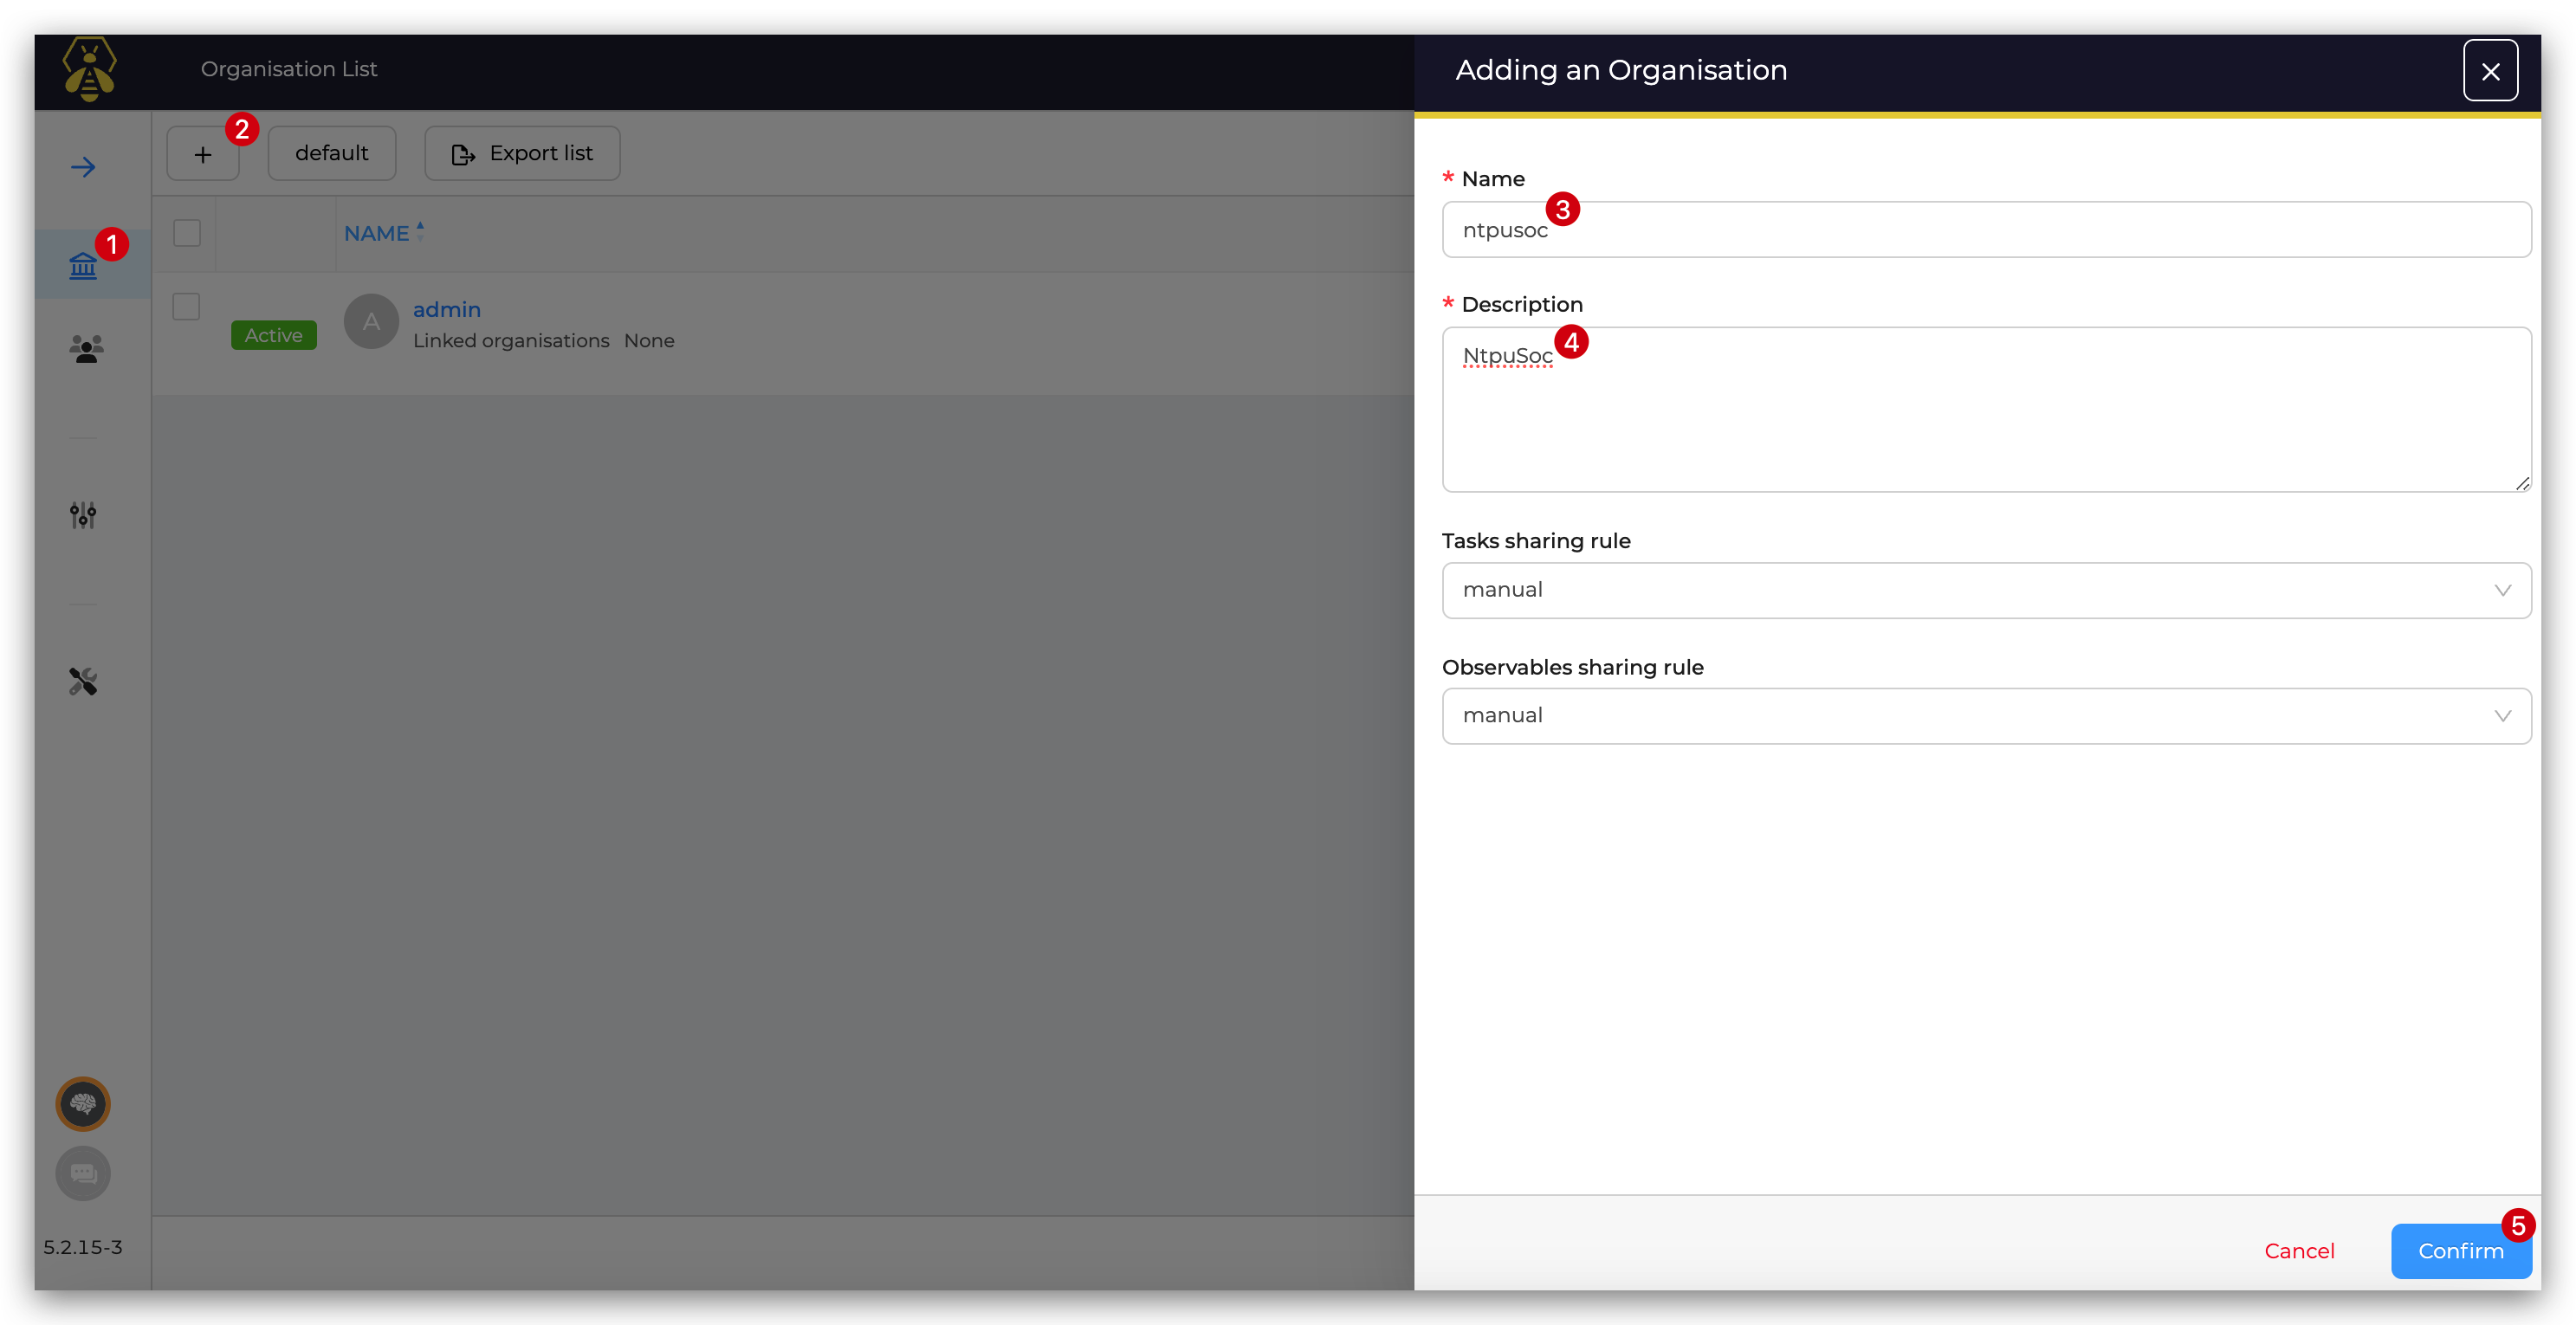 Organisation List
Adding an Organisation
2
+
default
Export list
1
NAME
A
admin
Active
Linked organisations None
* Name
3
ntpusoc
* Description
4
NtpuSoc
Tasks sharing rule
manual
Observables sharing rule
manual
5.2.15-3
Cancel
5
Confirm